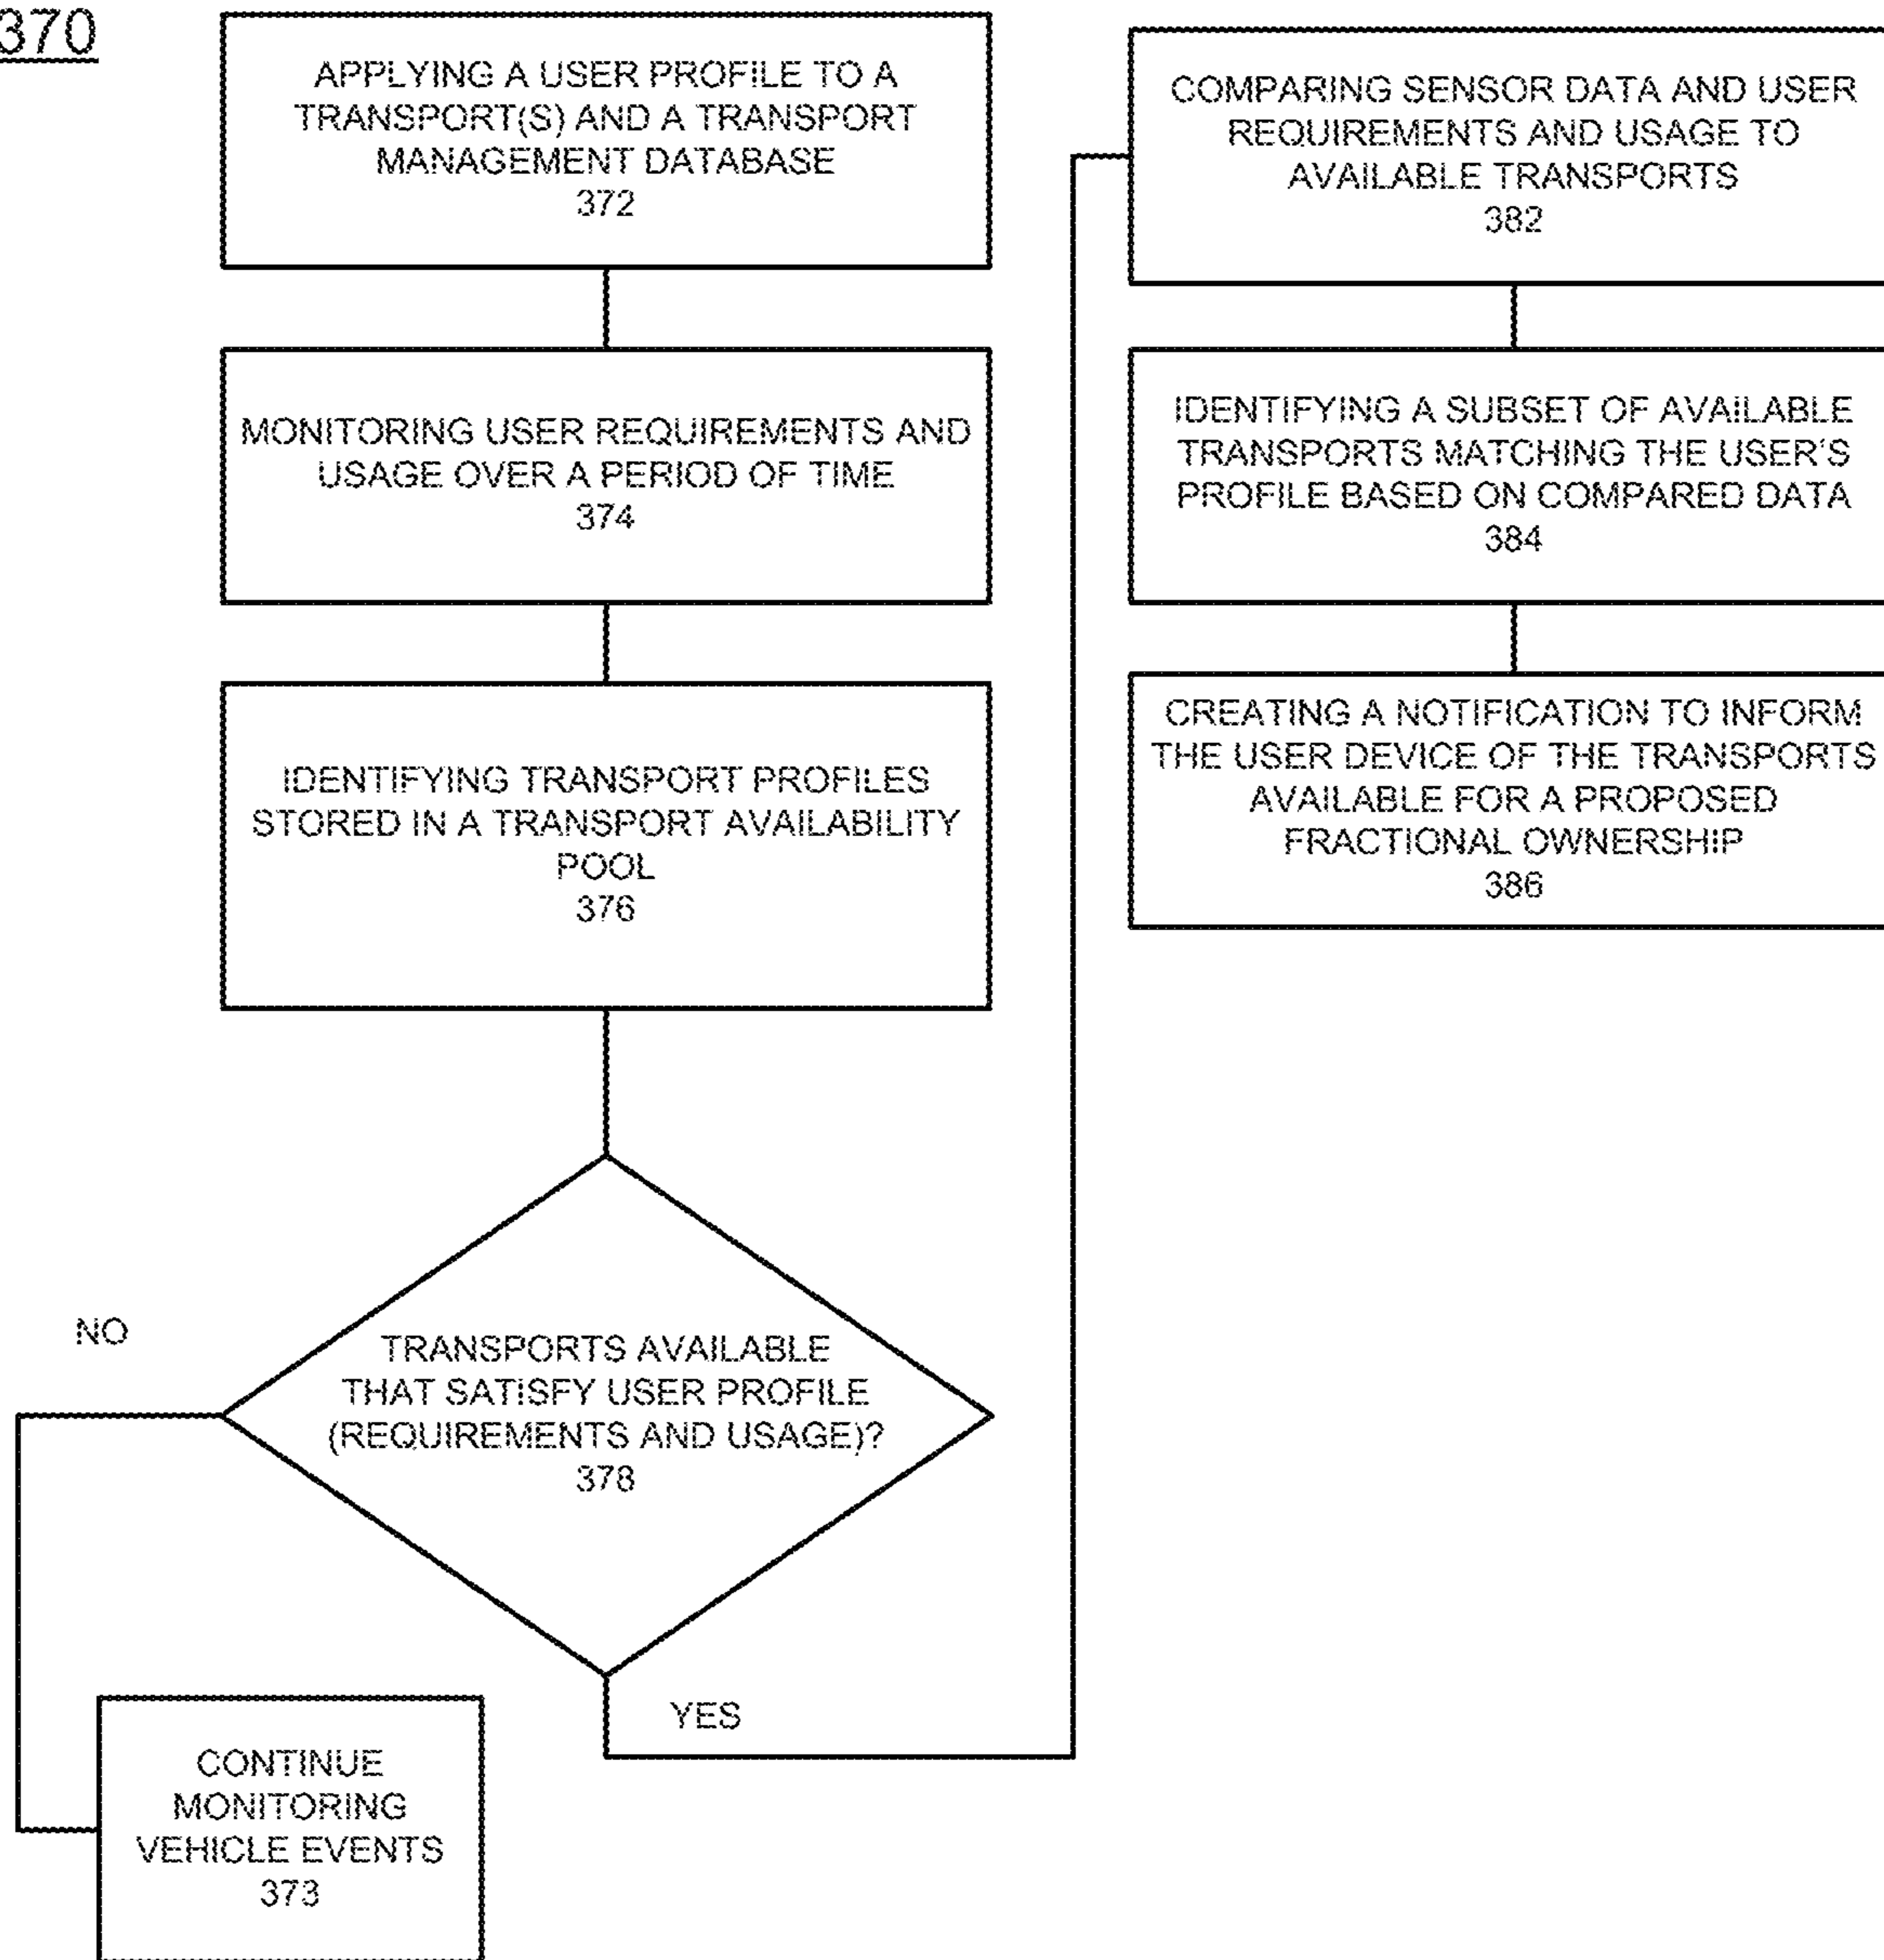 370
APPLYING A USER PROFILE TO A
TRANSPORT(S) AND A TRANSPORT
MANAGEMENT DATABASE
372
MONITORING USER REQUIREMENTS AND
USAGE OVER A PERIOD OF TIME
374
IDENTIFYING TRANSPORT PROFILES
STORED IN A TRANSPORT AVAILABILITY
POOL
376
TRANSPORTS AVAILABLE
THAT SATISFY USER PROFILE
(REQUIREMENTS AND USAGE)?
378
NO
CONTINUE
MONITORING
VEHICLE EVENTS
373
YES
COMPARING SENSOR DATA AND USER
REQUIREMENTS AND USAGE TO
AVAILABLE TRANSPORTS
382
IDENTIFYING A SUBSET OF AVAILABLE
TRANSPORTS MATCHING THE USER'S
PROFILE BASED ON COMPARED DATA
384
CREATING A NOTIFICATION TO INFORM
THE USER DEVICE OF THE TRANSPORTS
AVAILABLE FOR A PROPOSED
FRACTIONAL OWNERSHIP
386